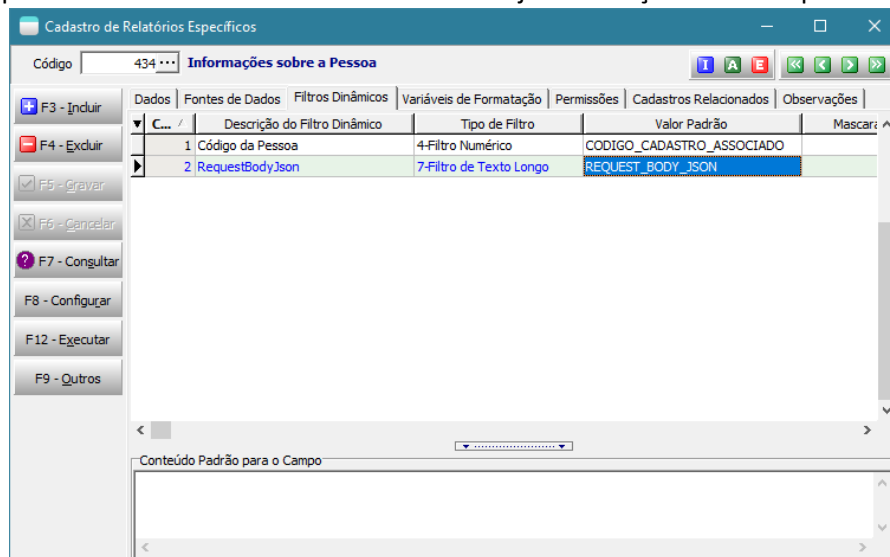 Cadastro de Relatórios Específicos
Código 434 ... Informações sobre a Pessoa I A E
Dados Fontes de Dados Filtros Dinâmicos Variáveis de Formatação Permissões Cadastros Relacionados Observações
F3 - Incluir
F4 - Excluir
F5 - Gravar
F6 - Cancelar
F7 - Consultar
F8 - Configurar
F12 - Executar
F9 - Outros
C... Descrição do Filtro Dinâmico Tipo de Filtro Valor Padrão Mascara
1 Código da Pessoa 4-Filtro Numérico CODIGO_CADASTRO_ASSOCIADO
2 RequestBodyJson 7-Filtro de Texto Longo REQUEST_BODY_JSON
Conteúdo Padrão para o Campo